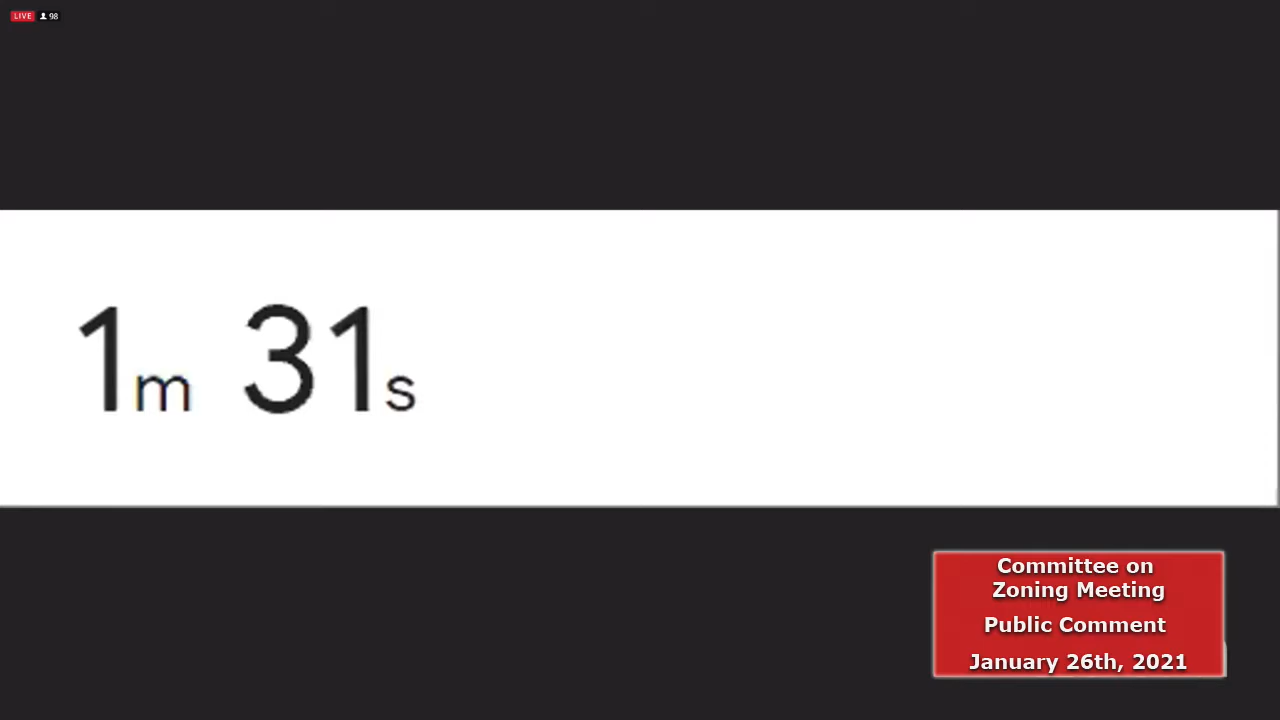 LIVE 98
1m 31s
Committee on
Zoning Meeting
Public Comment
January 26th, 2021